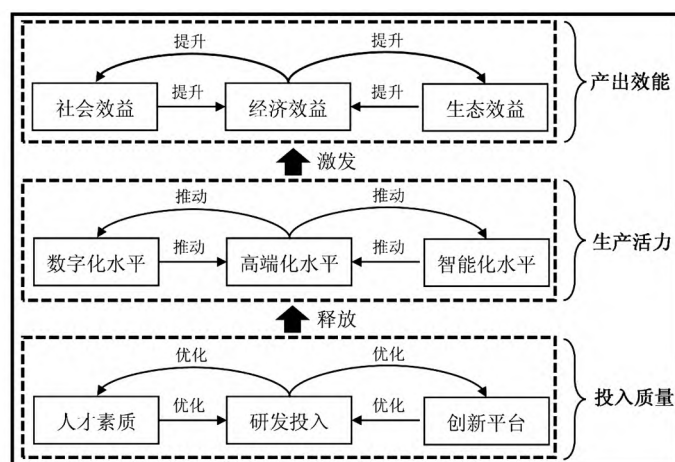 提升 提升
社会效益 提升 经济效益 提升 生态效益 产出效能
激发
推动 推动
数字化水平 推动 高端化水平 推动 智能化水平 生产活力
释放
优化 优化
人才素质 优化 研发投入 优化 创新平台 投入质量